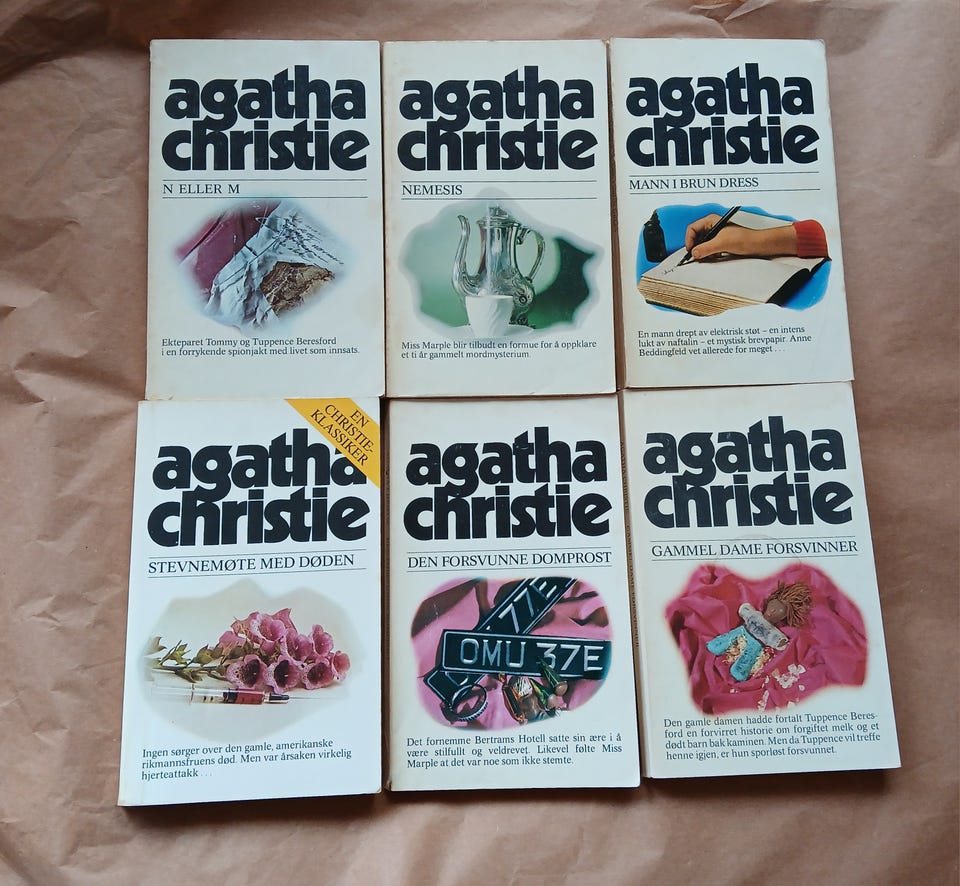 agatha
christie
N ELLER M
Ekteparet Tommy og Tuppence Beresford
i en forrykende spionjakt med livet som innsats.
agatha
christie
NEMESIS
Miss Marple blir tilbudt en formue for å oppklare
et ti år gammelt mordmysterium.
agatha
christie
MANN I BRUN DRESS
En mann drept av elektrisk støt – en intens
lukt av naftalin – et mystisk brevpapir. Anne
Beddingfeld vet allerede for meget . . .
EN
CHRISTIE-
KLASSIKER
agatha
christie
STEVNEMØTE MED DØDEN
Ingen sørger over den gamle, amerikanske
rikmannsfruens død. Men var årsaken virkelig
hjerteattakk . . .
agatha
christie
DEN FORSVUNNE DOMPROST
77E
OMU 37E
Det fornemme Bertrams Hotell satte sin ære i å
være stilfullt og veldrevet. Likevel følte Miss
Marple at det var noe som ikke stemte.
agatha
christie
GAMMEL DAME FORSVINNER
Den gamle damen hadde fortalt Tuppence Beres-
ford en forvirret historie om forgiftet melk og et
dødt barn bak kaminen. Men da Tuppence vil treffe
henne igjen, er hun sporløst forsvunnet.